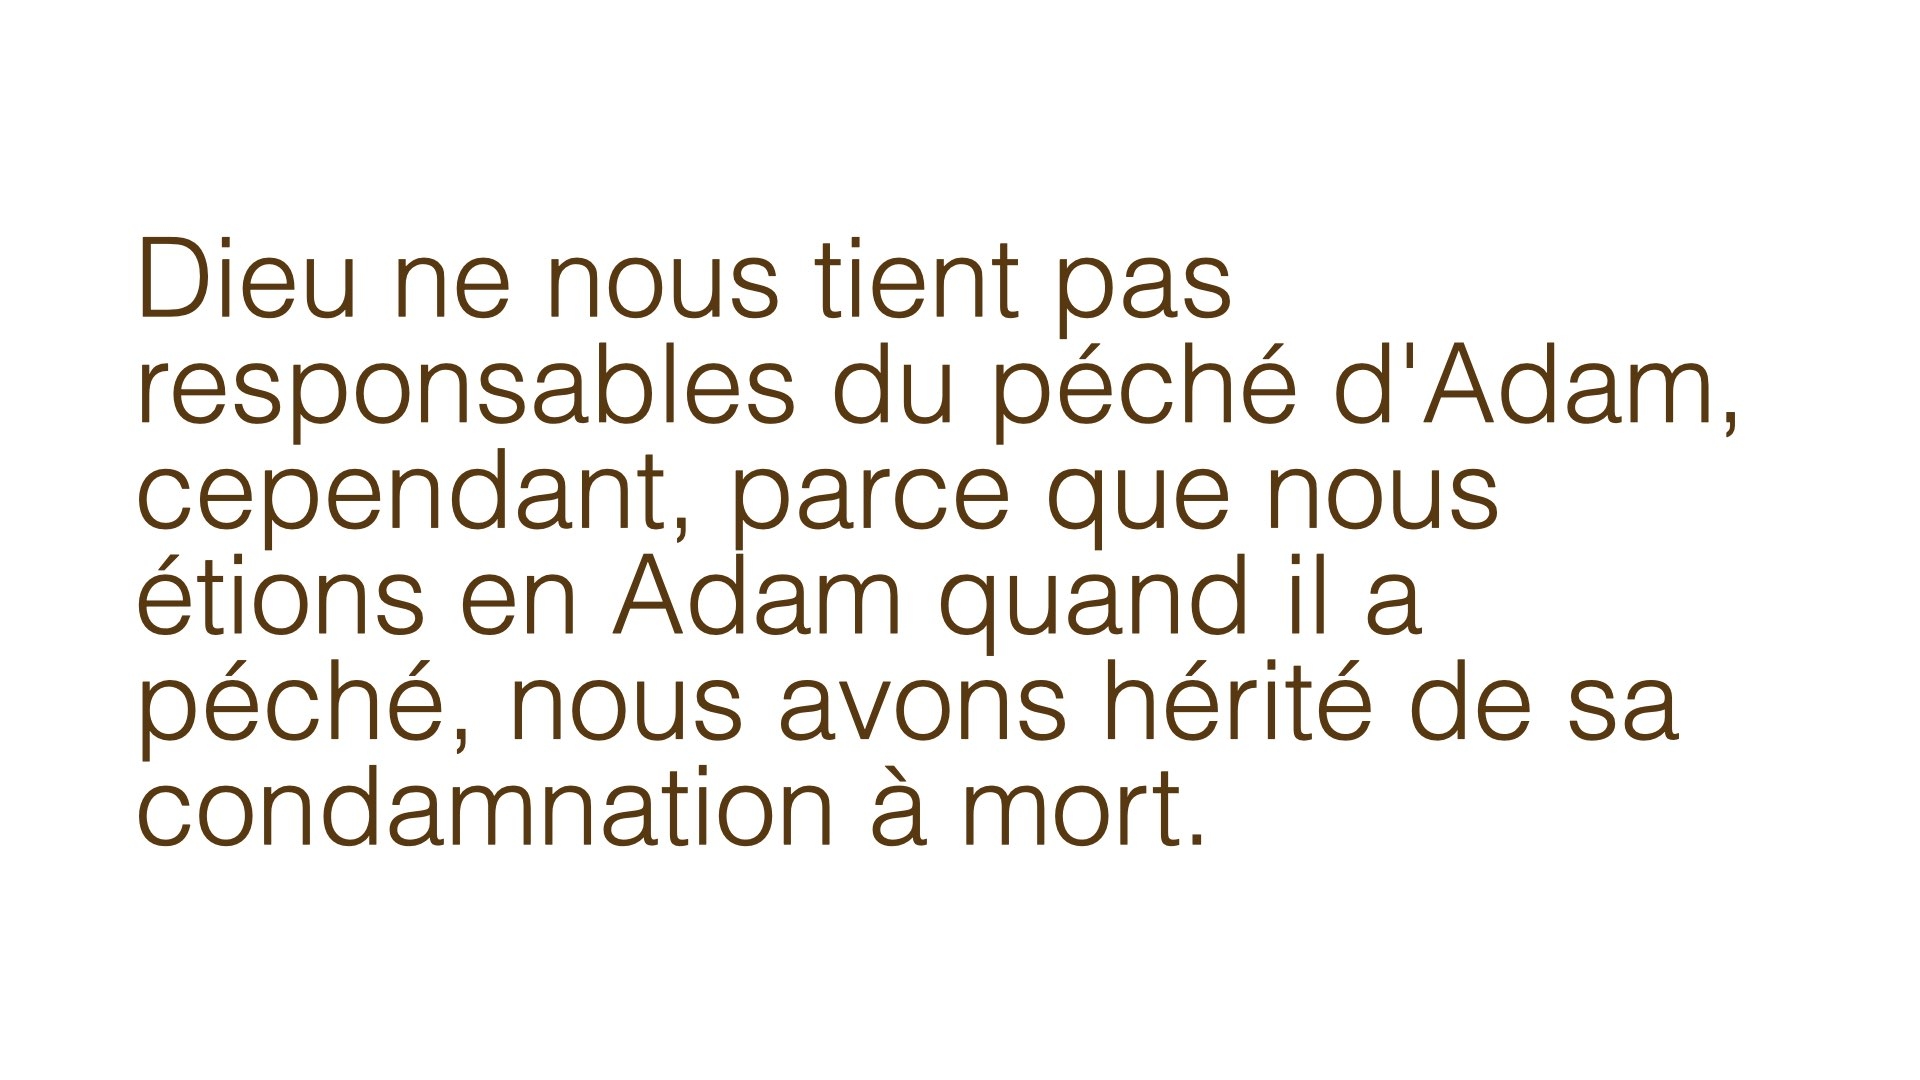 Dieu ne nous tient pas
responsables du péché d'Adam,
cependant, parce que nous
étions en Adam quand il a
péché, nous avons hérité de sa
condamnation à mort.